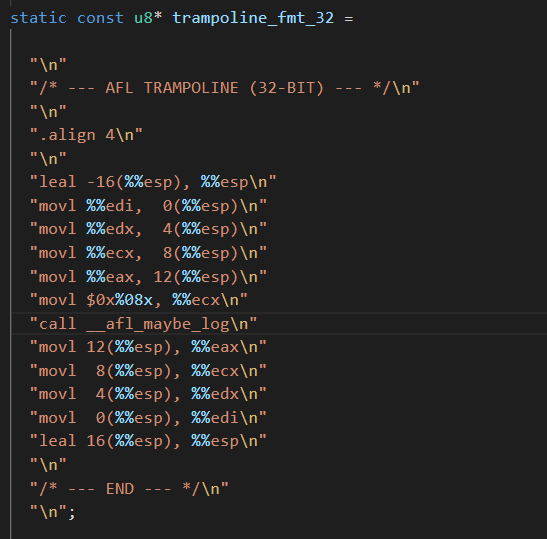 static const u8* trampoline_fmt_32 =
"\n"
"/* --- AFL TRAMPOLINE (32-BIT) --- */\n"
"\n"
".align 4\n"
"\n"
"leal -16(%%esp), %%esp\n"
"movl %%edi,  0(%%esp)\n"
"movl %%edx,  4(%%esp)\n"
"movl %%ecx,  8(%%esp)\n"
"movl %%eax, 12(%%esp)\n"
"movl $0x%08x, %%ecx\n"
"call __afl_maybe_log\n"
"movl 12(%%esp), %%eax\n"
"movl  8(%%esp), %%ecx\n"
"movl  4(%%esp), %%edx\n"
"movl  0(%%esp), %%edi\n"
"leal 16(%%esp), %%esp\n"
"\n"
"/* --- END --- */\n"
"\n";